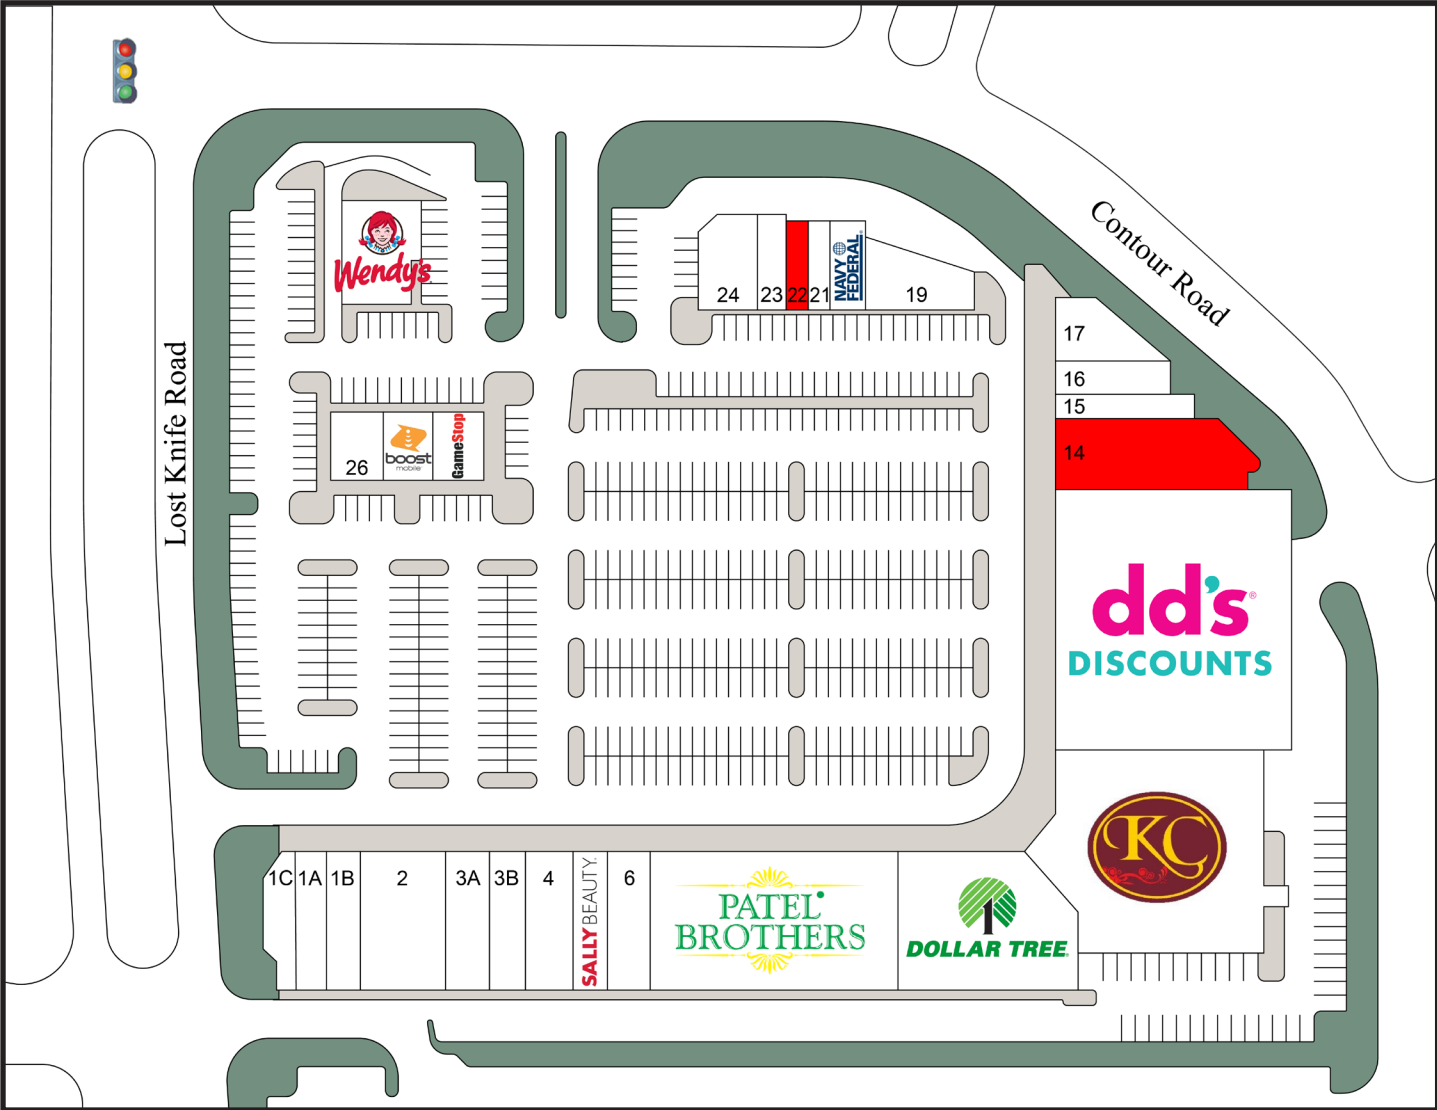 Contour Road
Lost Knife Road
Wendy's
24
23
22
21
NAVY
FEDERAL
19
17
16
15
14
26
boost
mobile
GameStop
dd's®
DISCOUNTS
KC
1C
1A
1B
2
3A
3B
4
SALLY BEAUTY
6
PATEL
BROTHERS
1
DOLLAR TREE